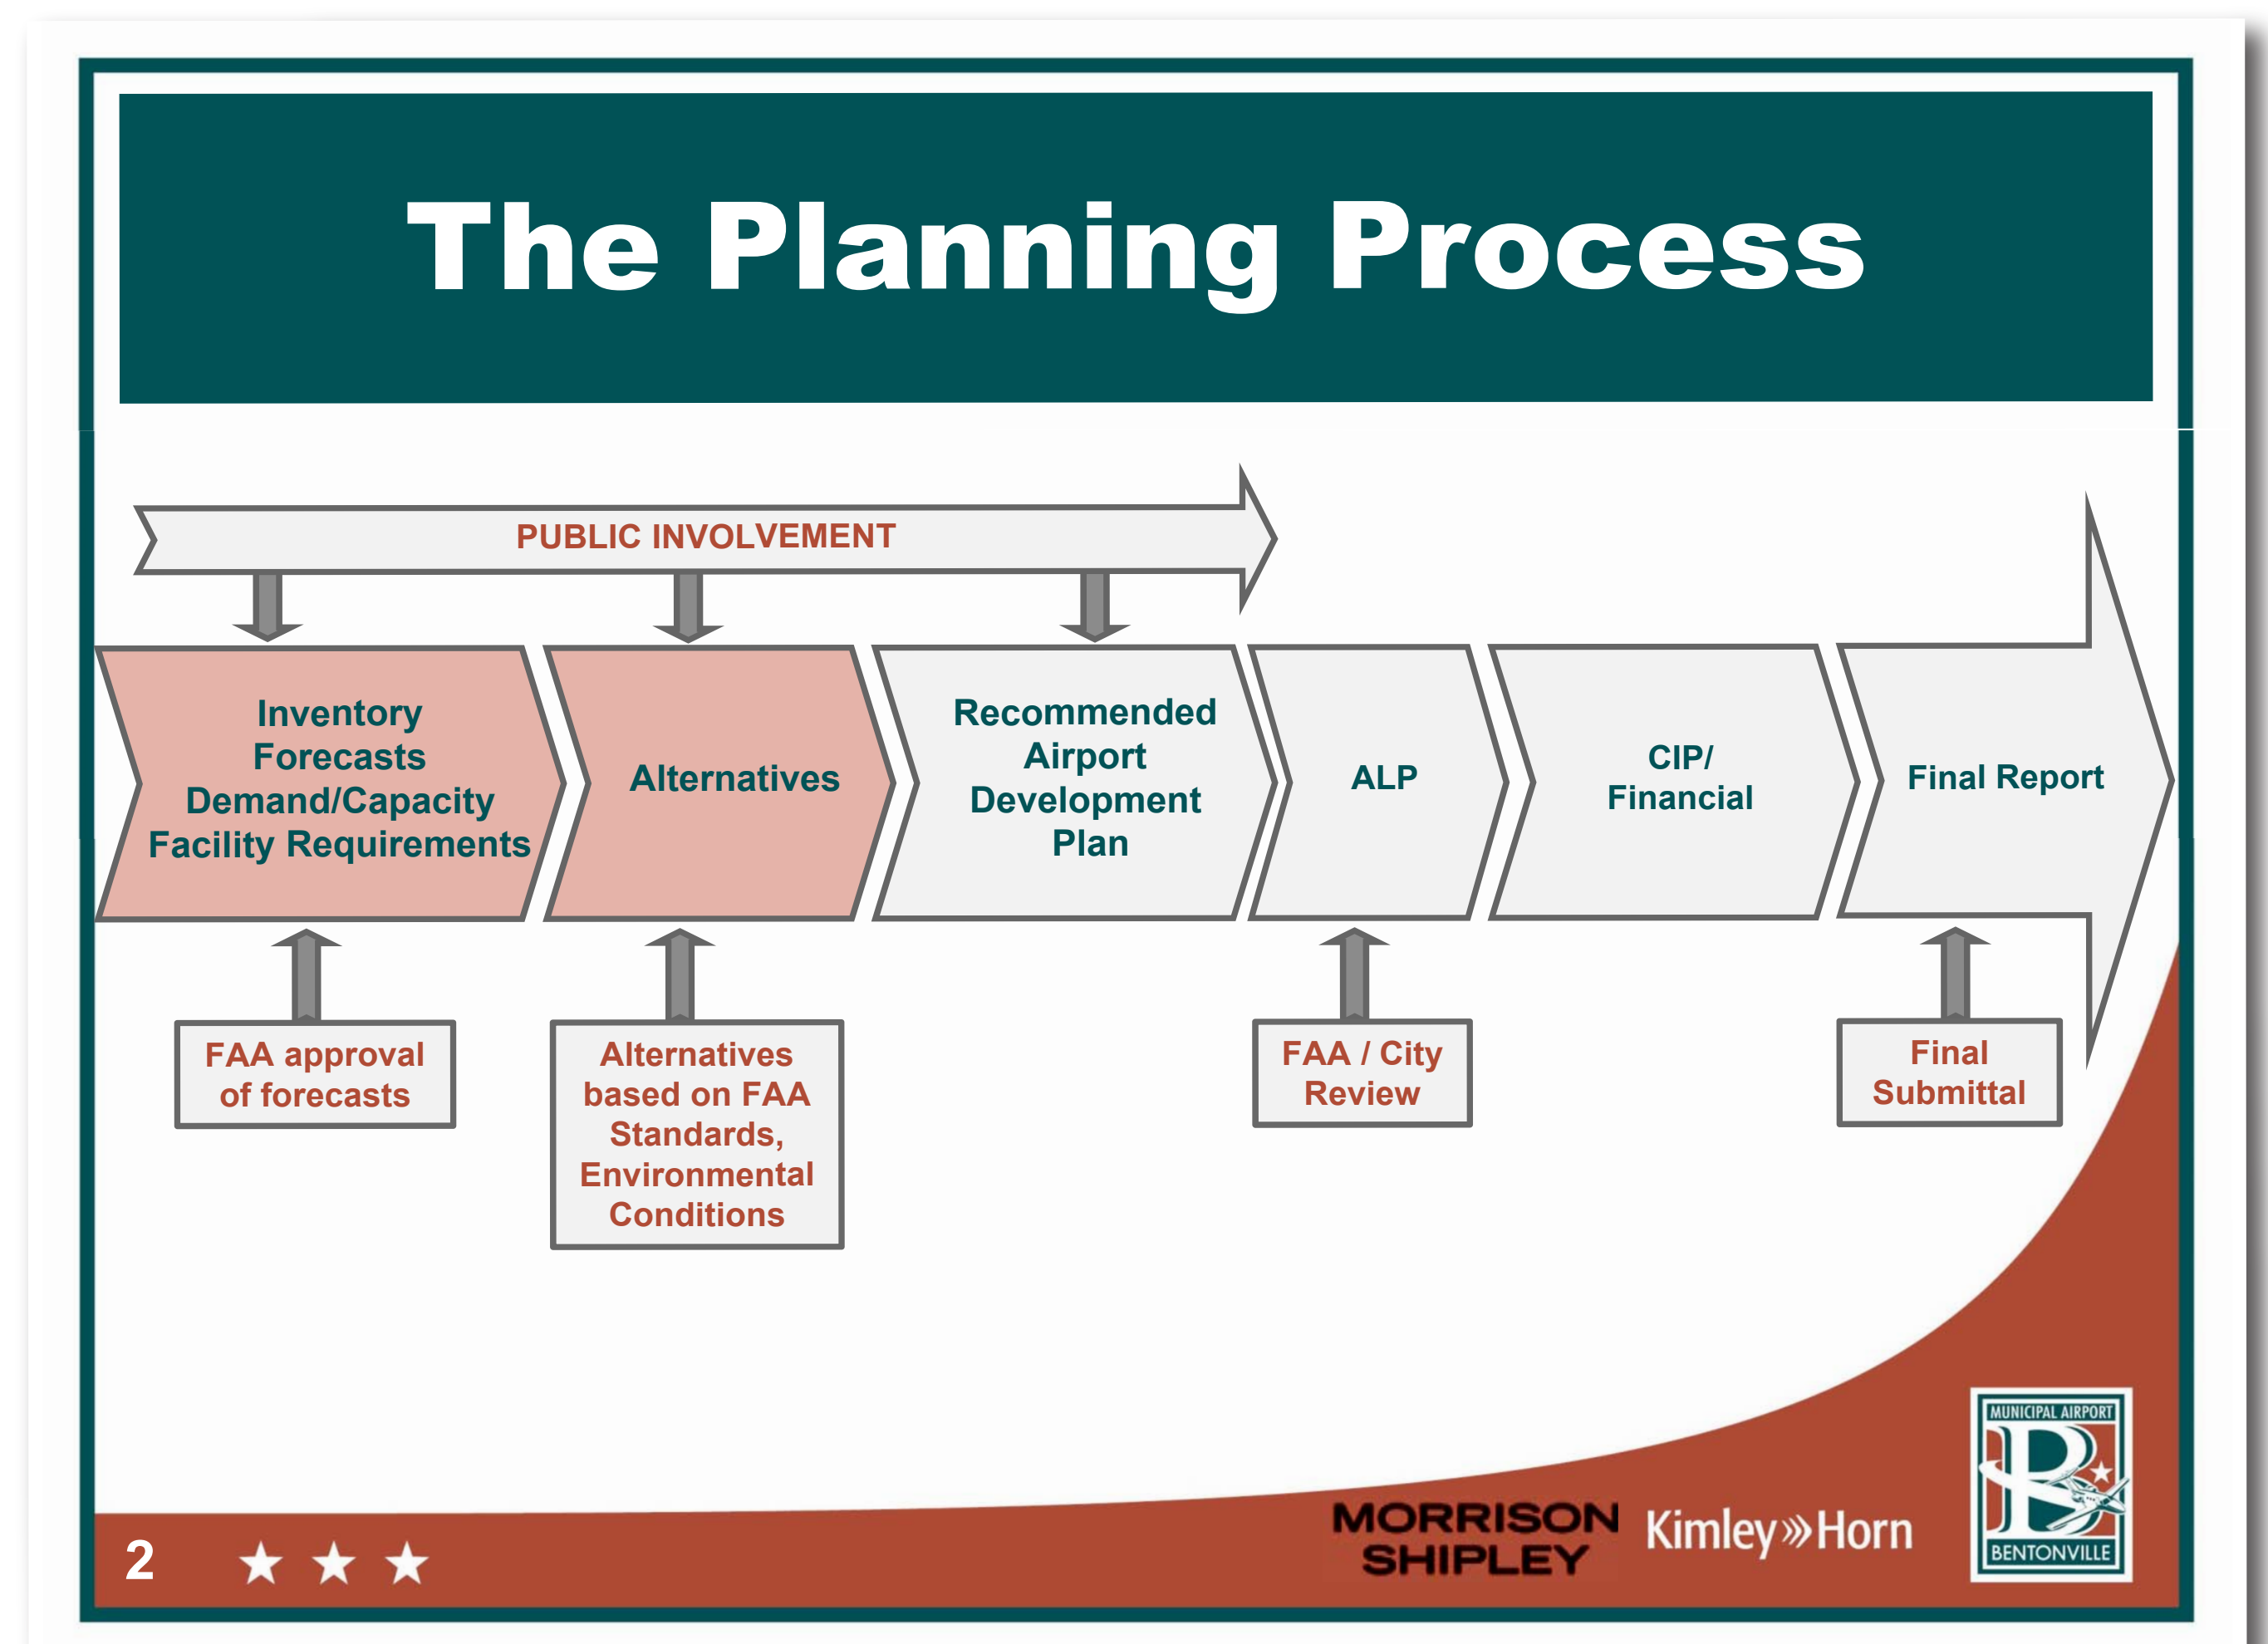 The Planning Process
PUBLIC INVOLVEMENT
Inventory
Forecasts
Demand/Capacity
Facility Requirements
Alternatives
Recommended
Airport
Development
Plan
ALP
CIP/
Financial
Final Report
FAA approval
of forecasts
Alternatives
based on FAA
Standards,
Environmental
Conditions
FAA / City
Review
Final
Submittal
2
MORRISON
SHIPLEY
Kimley»Horn
MUNICIPAL AIRPORT
B
BENTONVILLE